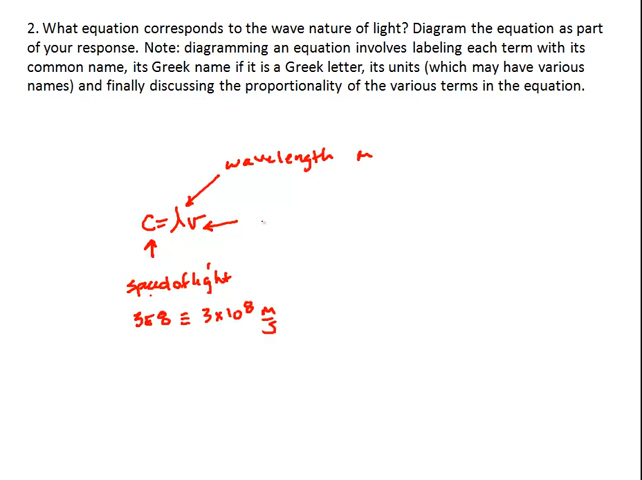 2. What equation corresponds to the wave nature of light? Diagram the equation as part
of your response. Note: diagramming an equation involves labeling each term with its
common name, its Greek name if it is a Greek letter, its units (which may have various
names) and finally discussing the proportionality of the various terms in the equation.
wavelength m
c=λν
speed of light
3E8 ≡ 3×10⁸ m/s